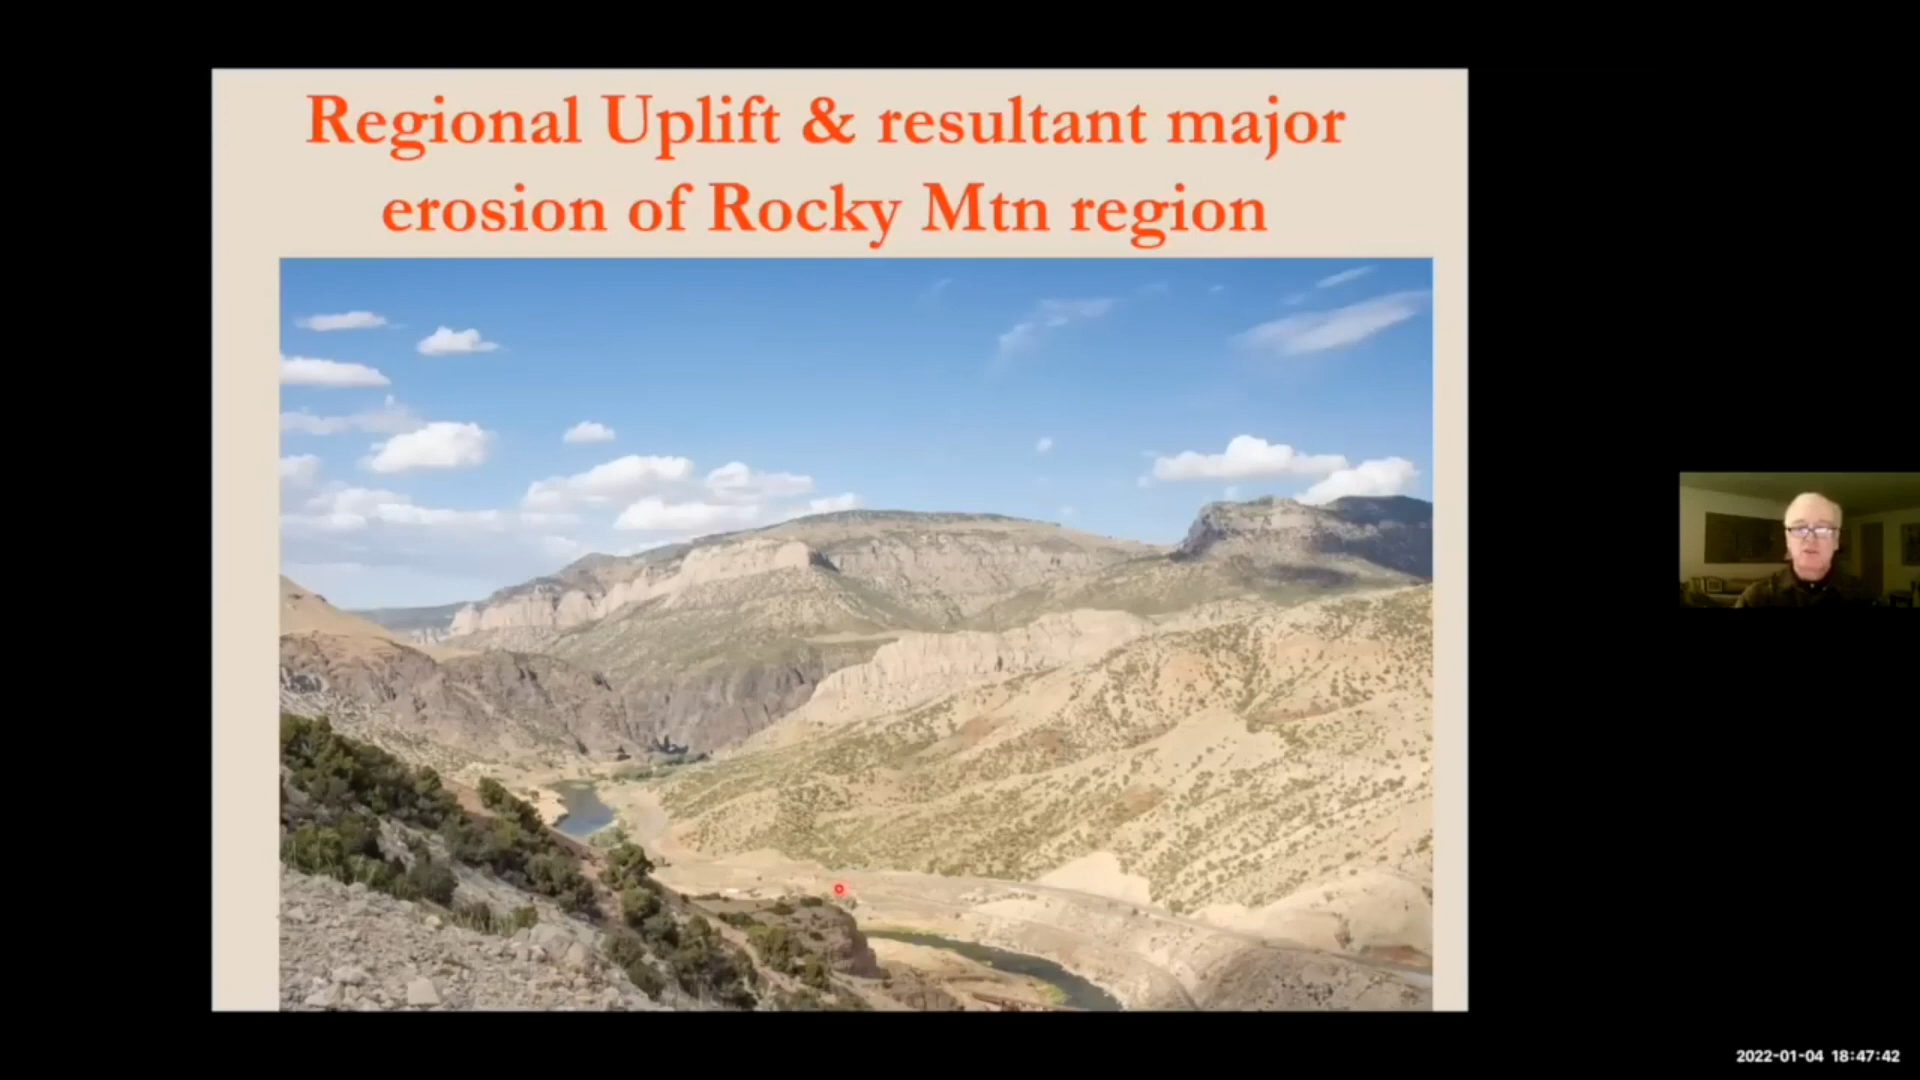 Regional Uplift & resultant major
erosion of Rocky Mtn region
2022-01-04 18:47:42